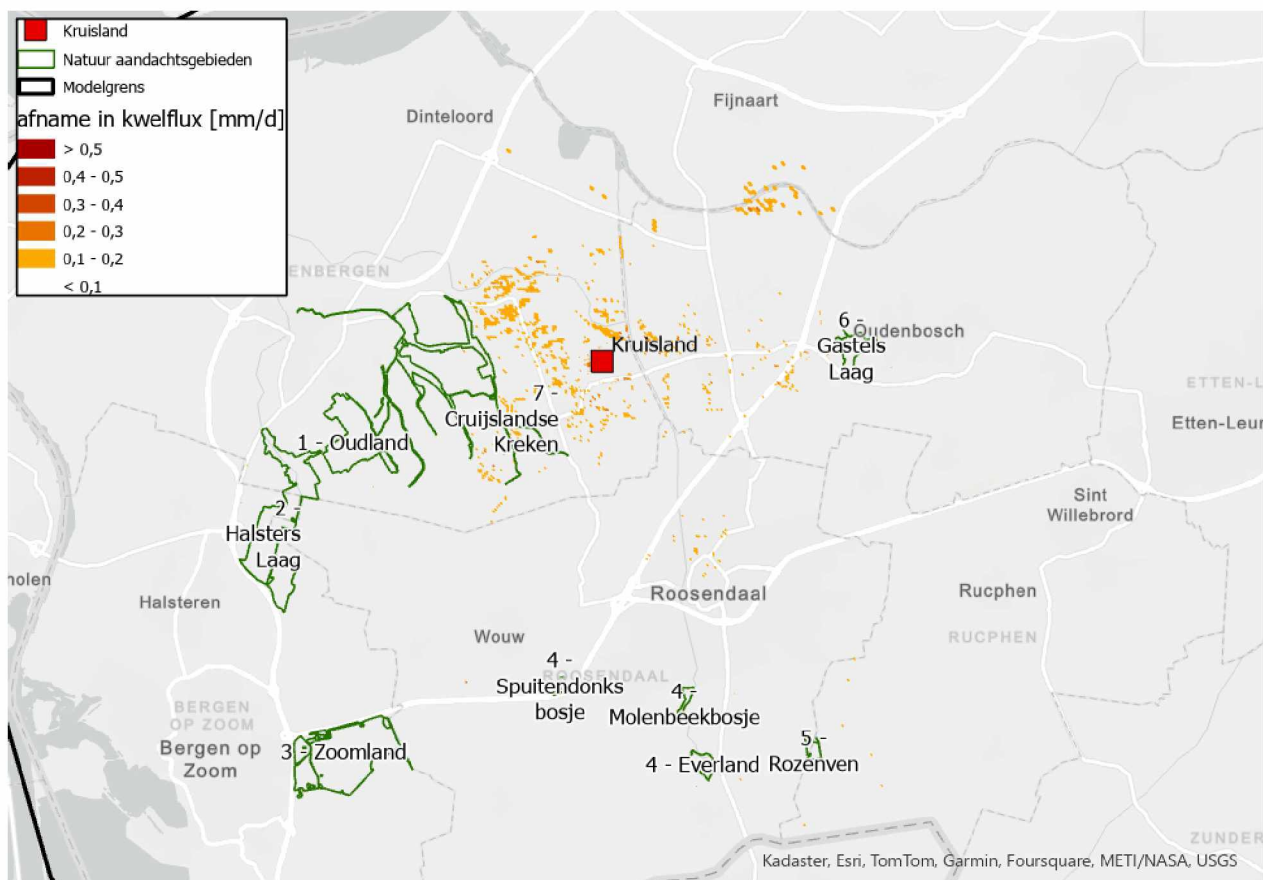 Kruisland
Natuur aandachtsgebieden
Modelgrens
afname in kwelflux [mm/d]
> 0,5
0,4 - 0,5
0,3 - 0,4
0,2 - 0,3
0,1 - 0,2
< 0,1
Fijnaart
Dinteloord
ENBERGEN
Kruisland
6 -
Gastels
Laag
Oudenbosch
ETTEN-L
Etten-Leur
7 -
Cruijslandse
Kreken
1 - Oudland
2 -
Halsters
Laag
Sint
Willebrord
holen
Halsteren
Roosendaal
Rucphen
RUCPHEN
Wouw
4 -
Spuitendonks
bosje
ROOSENDAAL
4 -
Molenbeekbosje
BERGEN
OP ZOOM
Bergen op
Zoom
3 - Zoomland
4 - Everland
5 -
Rozenven
ZUNDER
Kadaster, Esri, TomTom, Garmin, Foursquare, METI/NASA, USGS